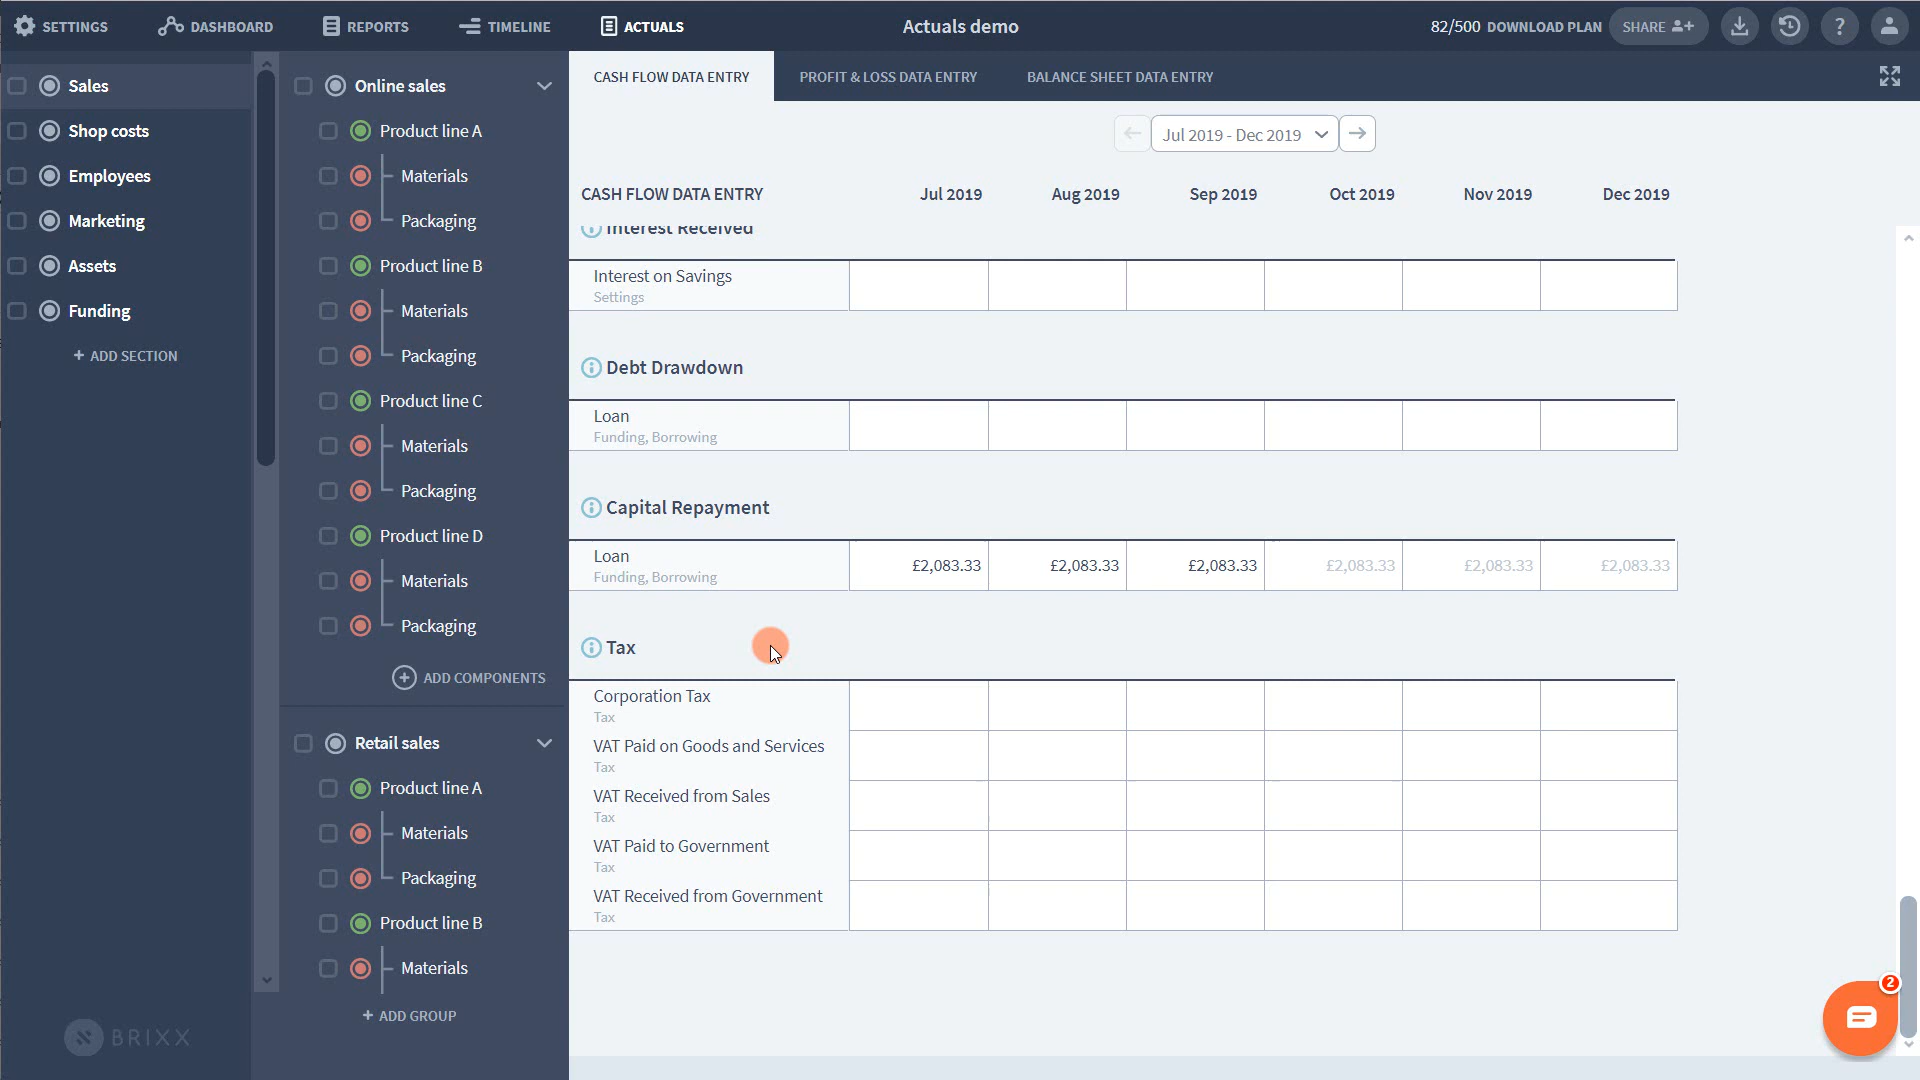 SETTINGS
DASHBOARD
REPORTS
TIMELINE
ACTUALS
Actuals demo
82/500 DOWNLOAD PLAN
SHARE
?
Sales
Shop costs
Employees
Marketing
Assets
Funding
+ ADD SECTION
BRIXX
Online sales
Product line A
Materials
Packaging
Product line B
Materials
Packaging
Product line C
Materials
Packaging
Product line D
Materials
Packaging
ADD COMPONENTS
Retail sales
Product line A
Materials
Packaging
Product line B
Materials
+ ADD GROUP
CASH FLOW DATA ENTRY
PROFIT & LOSS DATA ENTRY
BALANCE SHEET DATA ENTRY
Jul 2019 - Dec 2019
CASH FLOW DATA ENTRY Jul 2019 Aug 2019 Sep 2019 Oct 2019 Nov 2019 Dec 2019
Interest Received
Interest on Savings
Settings
Debt Drawdown
Loan
Funding, Borrowing
Capital Repayment
Loan
Funding, Borrowing
£2,083.33 £2,083.33 £2,083.33 £2,083.33 £2,083.33 £2,083.33
Tax
Corporation Tax
Tax
VAT Paid on Goods and Services
Tax
VAT Received from Sales
Tax
VAT Paid to Government
Tax
VAT Received from Government
Tax
2